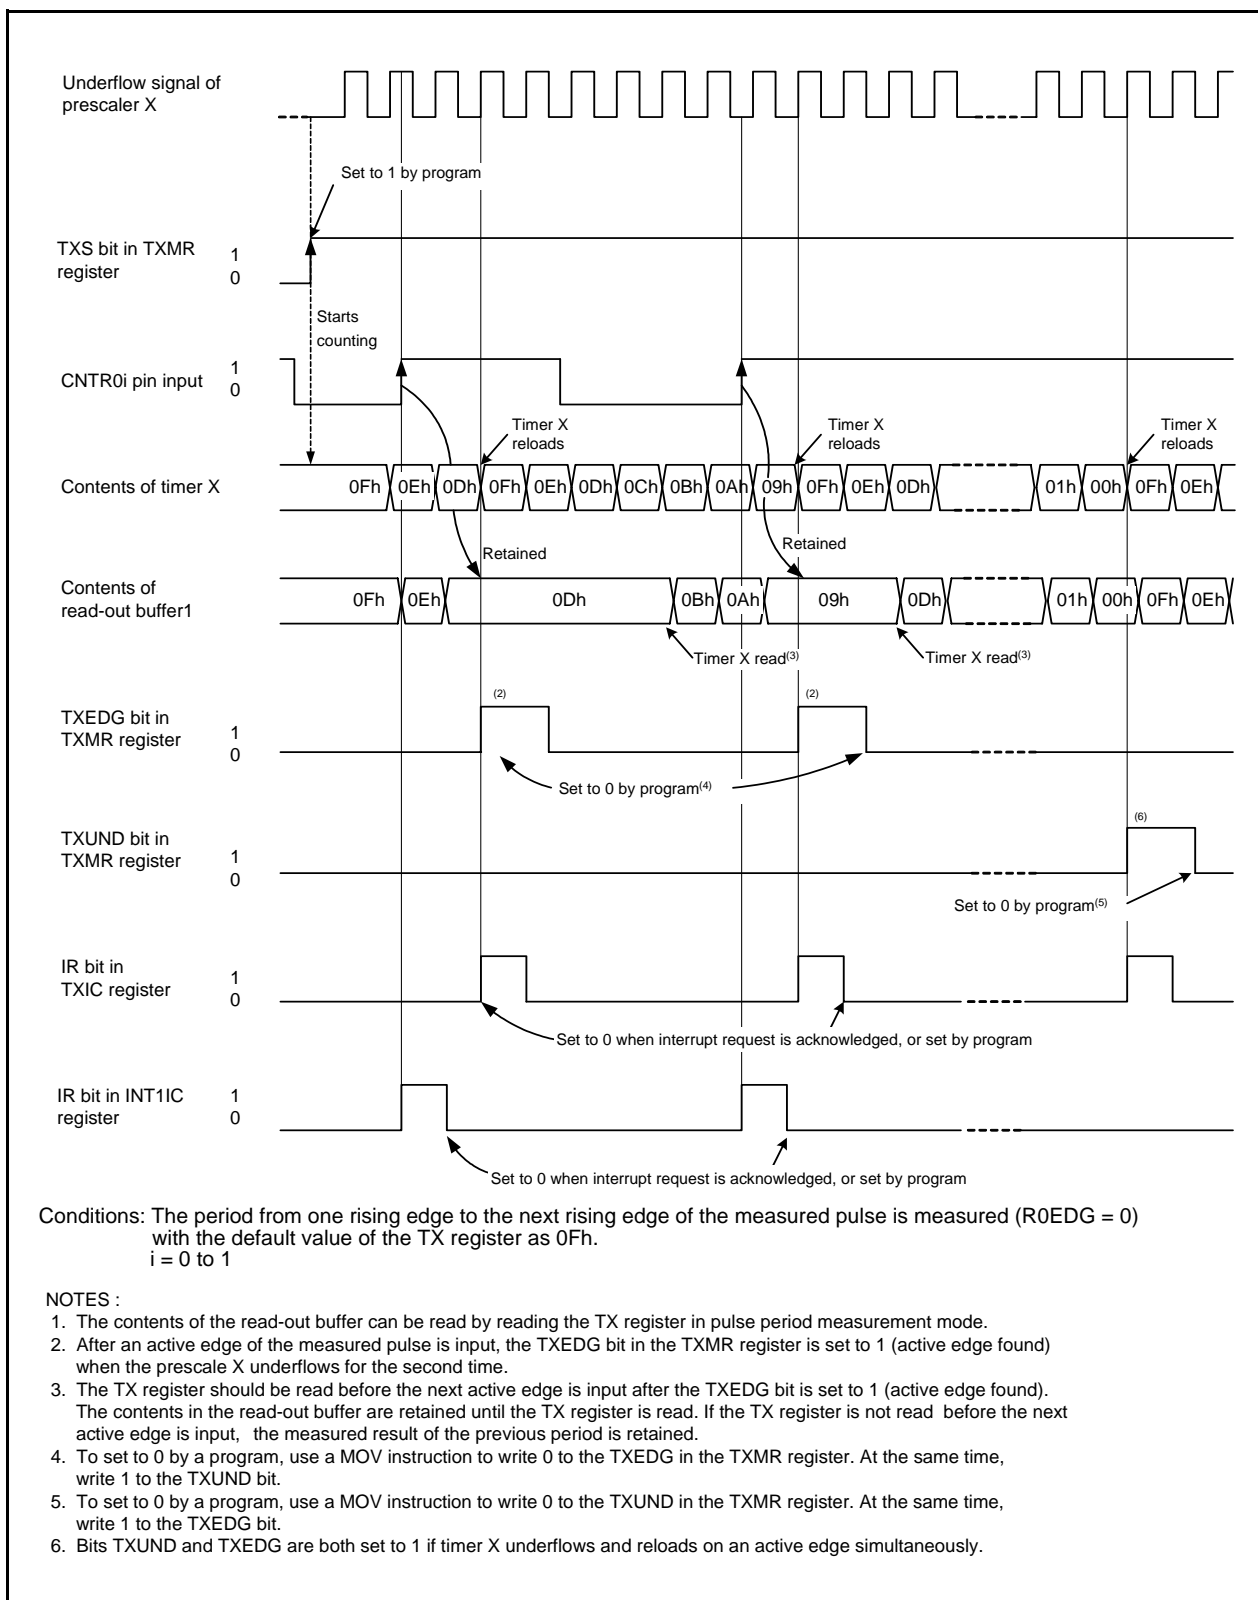 Underflow signal of
prescaler X
Set to 1 by program
TXS bit in TXMR
register
1
0
Starts
counting
CNTR0i pin input
1
0
Timer X
reloads
Timer X
reloads
Timer X
reloads
Contents of timer X
0Fh 0Eh 0Dh 0Fh 0Eh 0Dh 0Ch 0Bh 0Ah 09h 0Fh 0Eh 0Dh 01h 00h 0Fh 0Eh
Retained
Retained
Contents of
read-out buffer1
0Fh 0Eh 0Dh 0Bh 0Ah 09h 0Dh 01h 00h 0Fh 0Eh
Timer X read(3)
Timer X read(3)
(2)
(2)
TXEDG bit in
TXMR register
1
0
Set to 0 by program(4)
(6)
TXUND bit in
TXMR register
1
0
Set to 0 by program(5)
IR bit in
TXIC register
1
0
Set to 0 when interrupt request is acknowledged, or set by program
IR bit in INT1IC
register
1
0
Set to 0 when interrupt request is acknowledged, or set by program
Conditions: The period from one rising edge to the next rising edge of the measured pulse is measured (R0EDG = 0)
with the default value of the TX register as 0Fh.
i = 0 to 1
NOTES :
1. The contents of the read-out buffer can be read by reading the TX register in pulse period measurement mode.
2. After an active edge of the measured pulse is input, the TXEDG bit in the TXMR register is set to 1 (active edge found)
when the prescale X underflows for the second time.
3. The TX register should be read before the next active edge is input after the TXEDG bit is set to 1 (active edge found).
The contents in the read-out buffer are retained until the TX register is read. If the TX register is not read before the next
active edge is input, the measured result of the previous period is retained.
4. To set to 0 by a program, use a MOV instruction to write 0 to the TXEDG in the TXMR register. At the same time,
write 1 to the TXUND bit.
5. To set to 0 by a program, use a MOV instruction to write 0 to the TXUND in the TXMR register. At the same time,
write 1 to the TXEDG bit.
6. Bits TXUND and TXEDG are both set to 1 if timer X underflows and reloads on an active edge simultaneously.